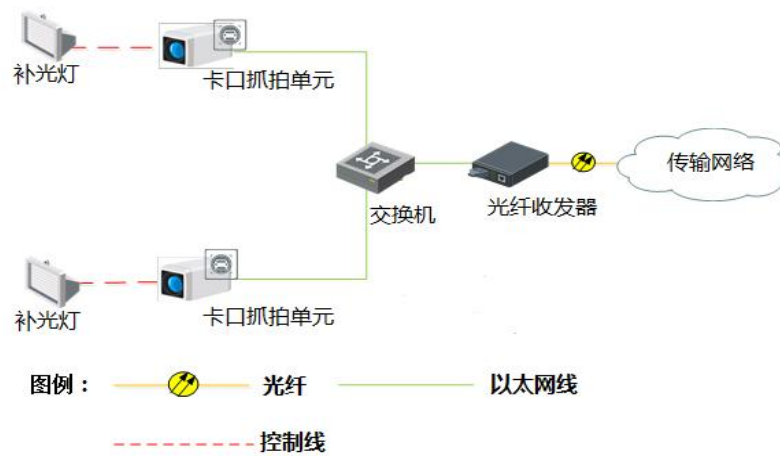 补光灯
卡口抓拍单元
传输网络
交换机
光纤收发器
补光灯
卡口抓拍单元
图例：
光纤
以太网线
控制线